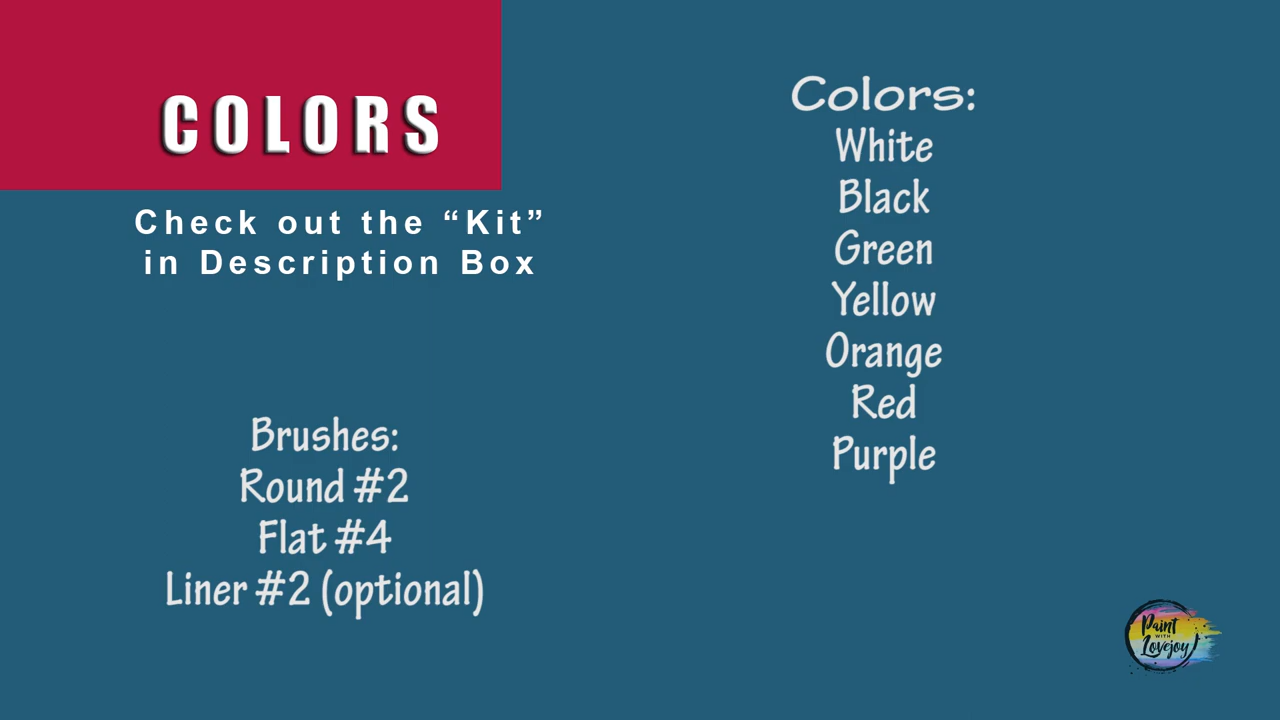 COLORS
Check out the “Kit”
in Description Box
Brushes:
Round #2
Flat #4
Liner #2 (optional)
Colors:
White
Black
Green
Yellow
Orange
Red
Purple
Paint
WITH
Lovejoy